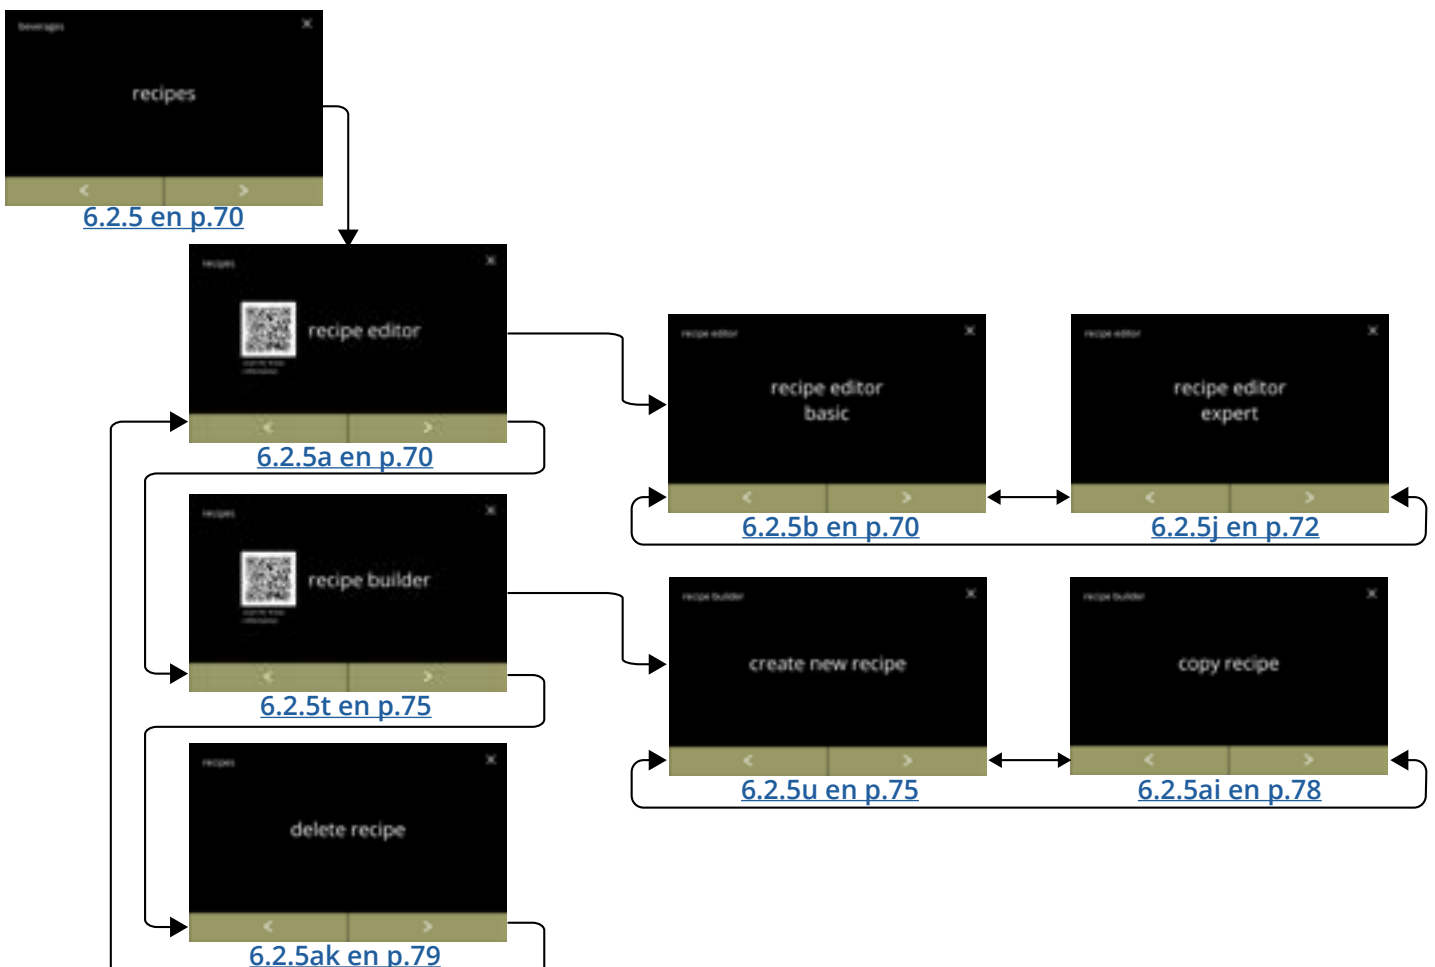 beverages
recipes
6.2.5 en p.70
recipes
recipe editor
6.2.5a en p.70
recipe editor
recipe editor
basic
6.2.5b en p.70
recipe editor
recipe editor
expert
6.2.5j en p.72
recipes
recipe builder
6.2.5t en p.75
recipe builder
create new recipe
6.2.5u en p.75
recipe builder
copy recipe
6.2.5ai en p.78
recipes
delete recipe
6.2.5ak en p.79